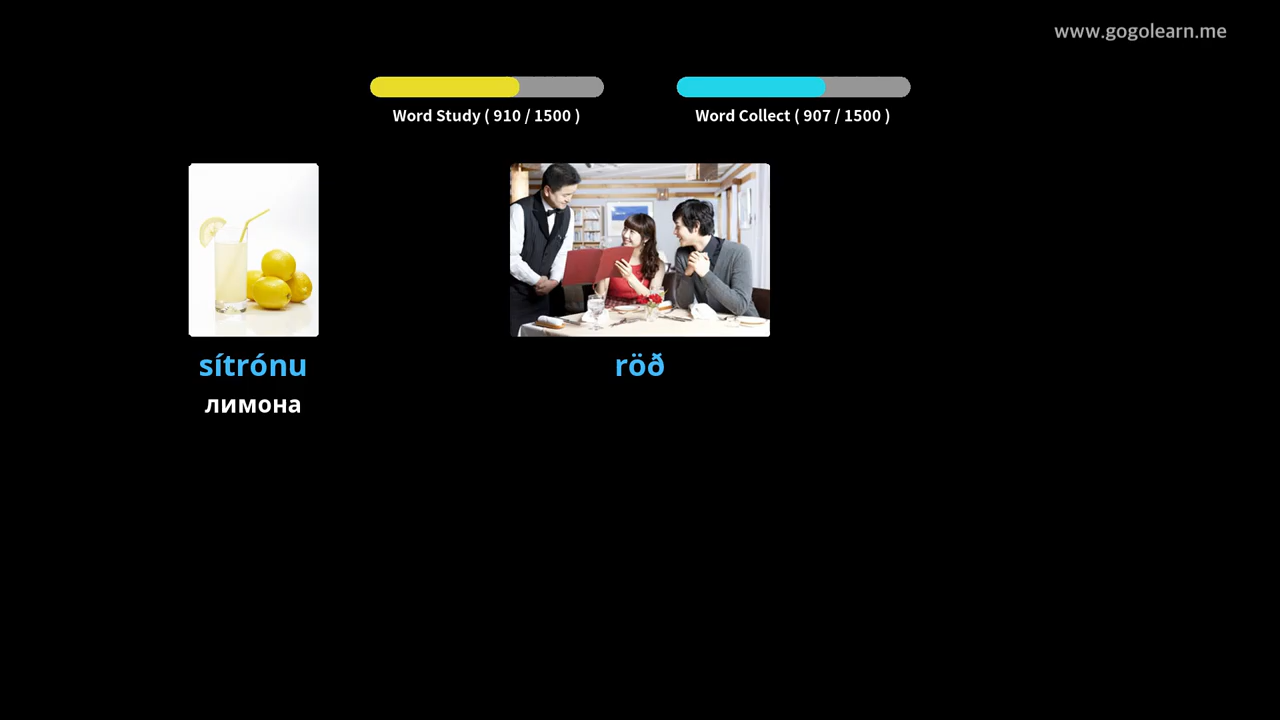 www.gogolearn.me
Word Study ( 910 / 1500 )
Word Collect ( 907 / 1500 )
sítrónu
röð
лимона